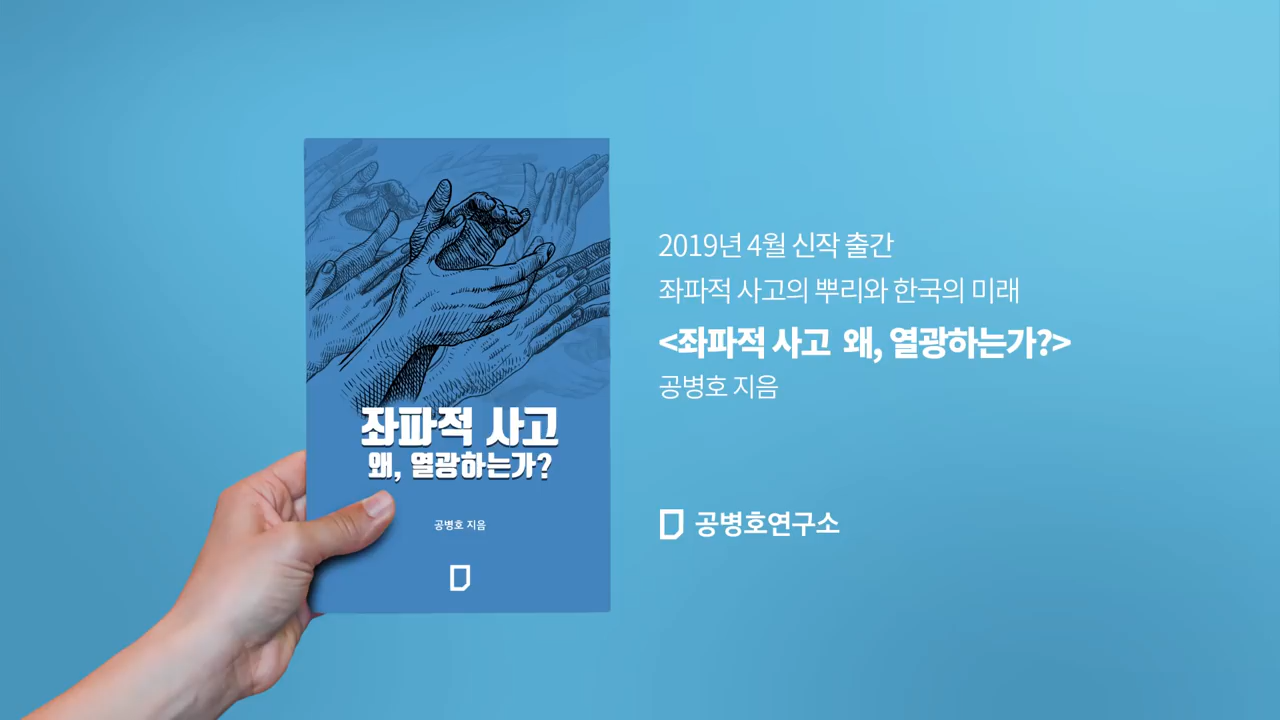 좌파적 사고
왜, 열광하는가?
공병호 지음
2019년 4월 신작 출간
좌파적 사고의 뿌리와 한국의 미래
<좌파적 사고 왜, 열광하는가?>
공병호 지음
공병호연구소